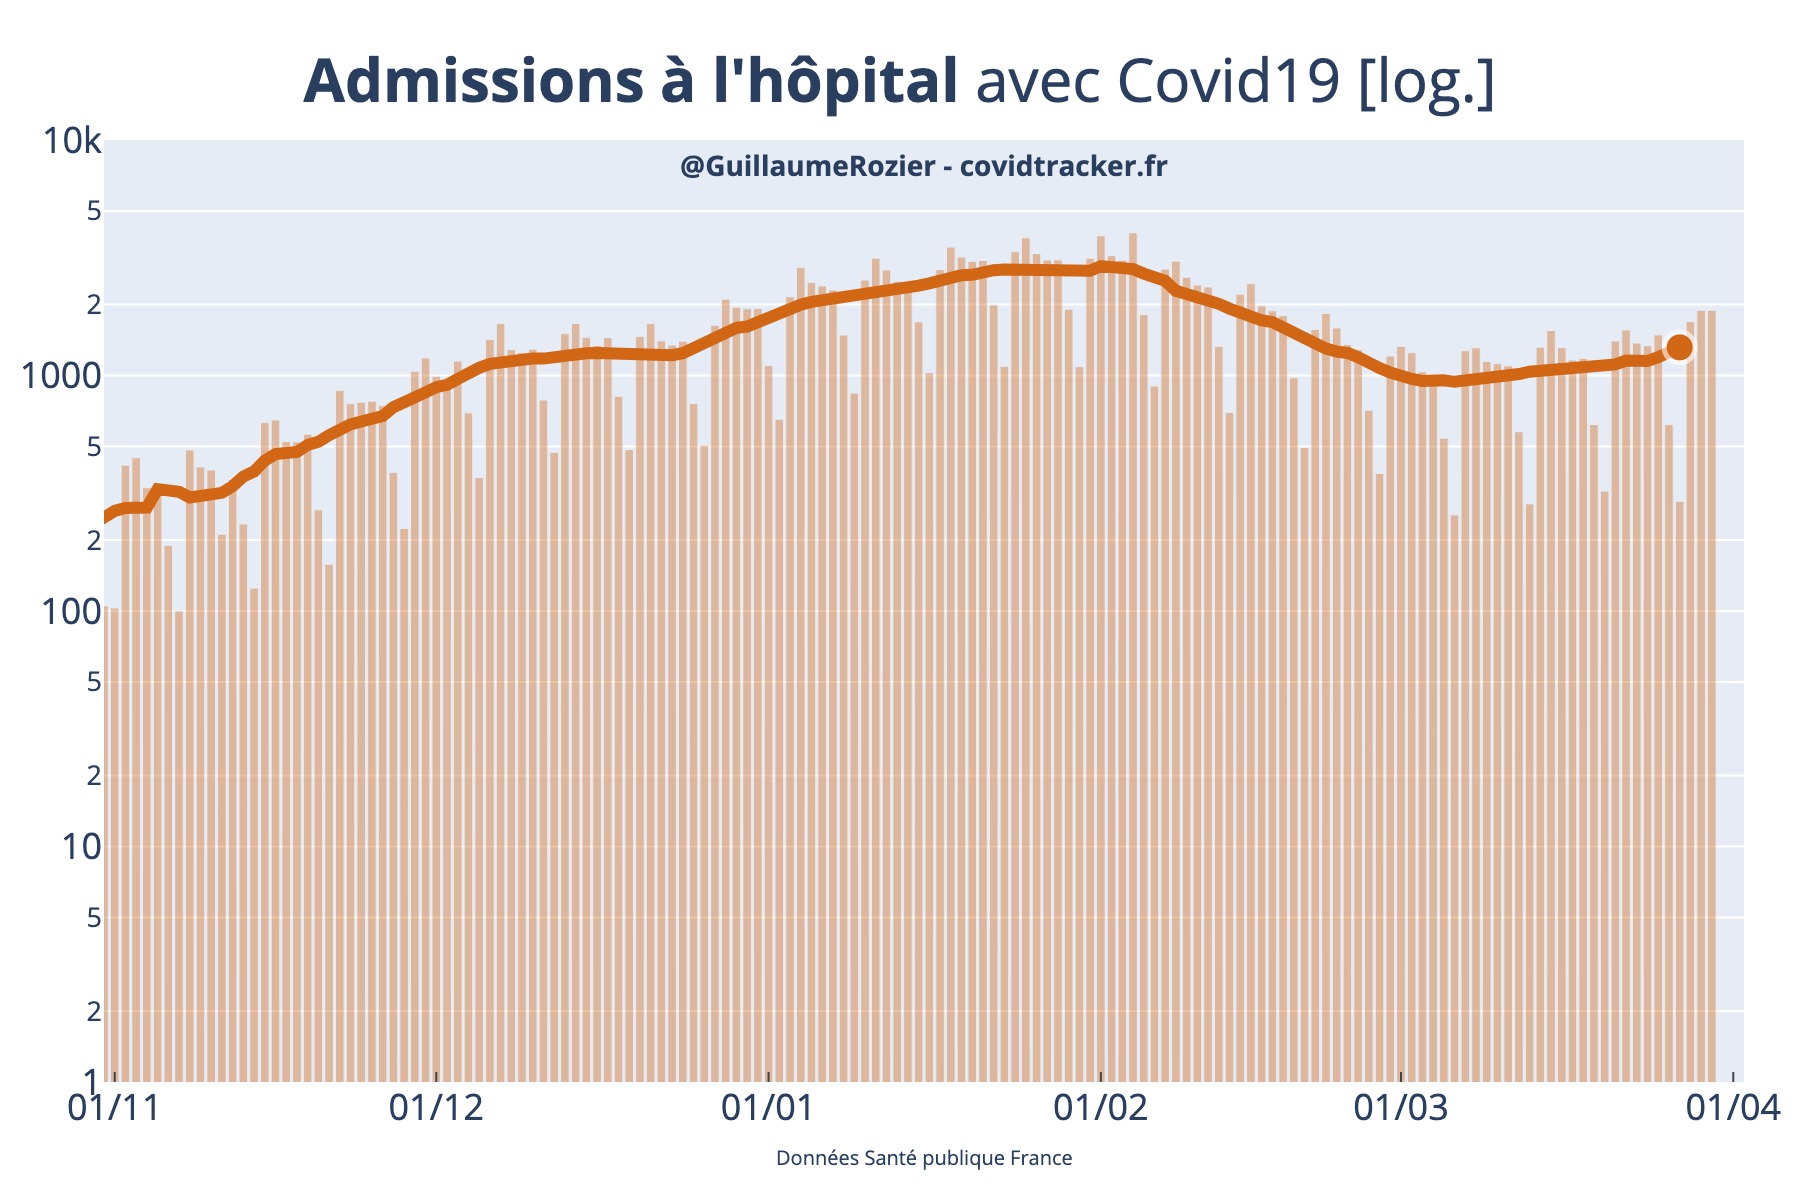 Admissions à l'hôpital avec Covid19 [log.]
@GuillaumeRozier - covidtracker.fr
10k
5
2
1000
5
2
100
5
2
10
5
2
1
01/11 01/12 01/01 01/02 01/03 01/04
Données Santé publique France